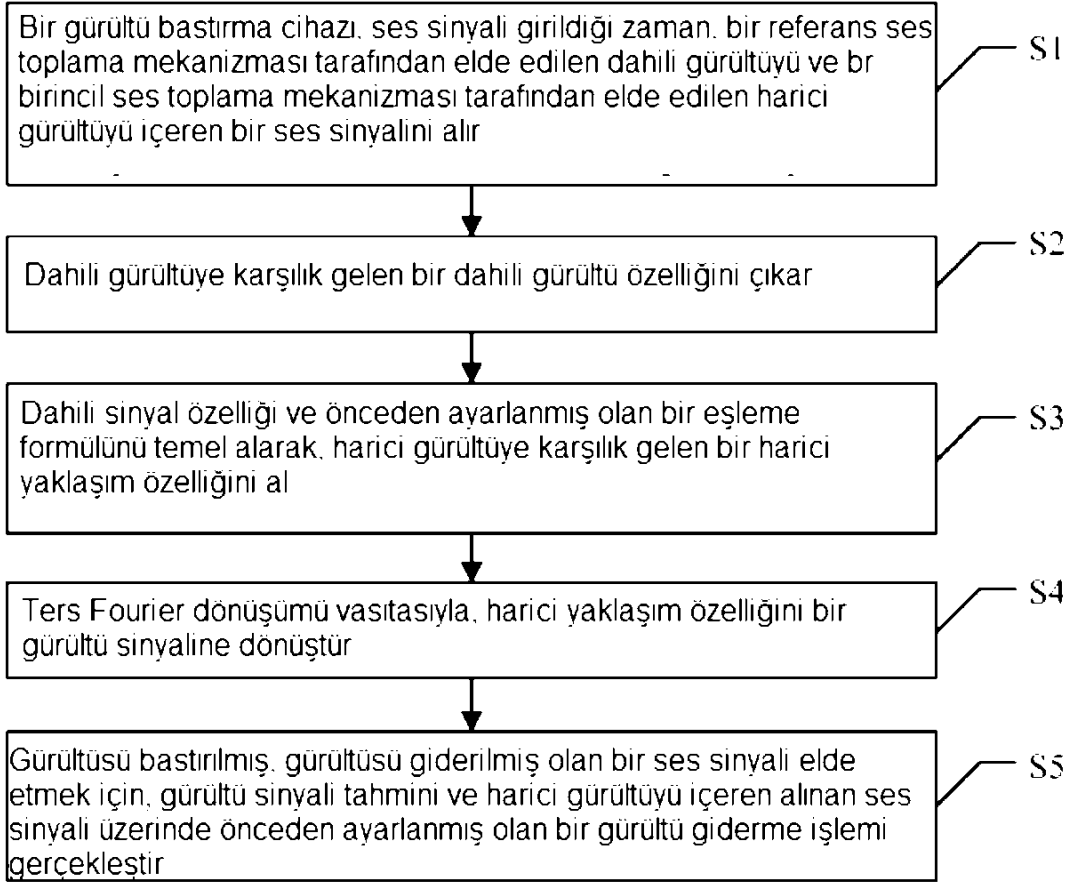 Bir gürültü bastırma cihazı, ses sinyali girildiği zaman, bir referans ses
toplama mekanizması tarafından elde edilen dahili gürültüyü ve br
birincil ses toplama mekanizması tarafından elde edilen harici
gürültüyü içeren bir ses sinyalini alır
S1
Dahili gürültüye karşılık gelen bir dahili gürültü özelliğini çıkar
S2
Dahili sinyal özelliği ve önceden ayarlanmış olan bir eşleme
formülünü temel alarak, harici gürültüye karşılık gelen bir harici
yaklaşım özelliğini al
S3
Ters Fourier dönüşümü vasıtasıyla, harici yaklaşım özelliğini bir
gürültü sinyaline dönüştür
S4
Gürültüsü bastırılmış, gürültüsü giderilmiş olan bir ses sinyali elde
etmek için, gürültü sinyali tahmini ve harici gürültüyü içeren alınan ses
sinyali üzerinde önceden ayarlanmış olan bir gürültü giderme işlemi
gerçekleştir
S5